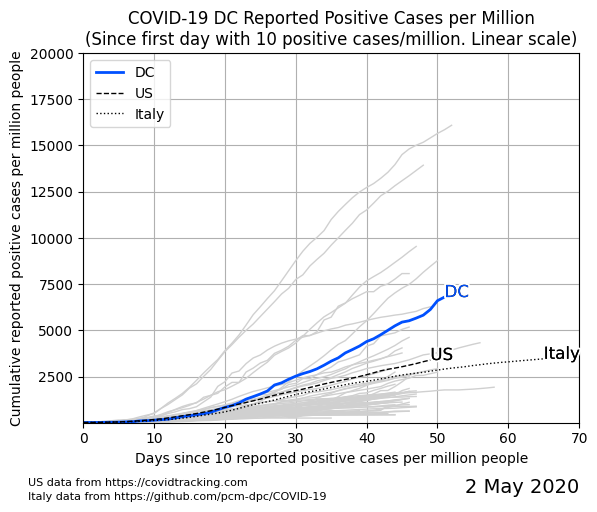 COVID-19 DC Reported Positive Cases per Million
(Since first day with 10 positive cases/million. Linear scale)
Cumulative reported positive cases per million people
20000
17500
15000
12500
10000
7500
5000
2500
DC
US
Italy
DC
US
Italy
0 10 20 30 40 50 60 70
Days since 10 reported positive cases per million people
US data from https://covidtracking.com
Italy data from https://github.com/pcm-dpc/COVID-19
2 May 2020